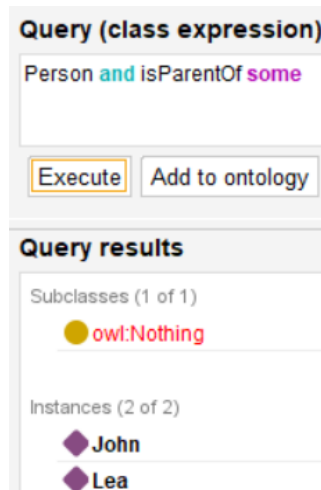 Query (class expression)
Person and isParentOf some
Execute
Add to ontology
Query results
Subclasses (1 of 1)
owl:Nothing
Instances (2 of 2)
John
Lea